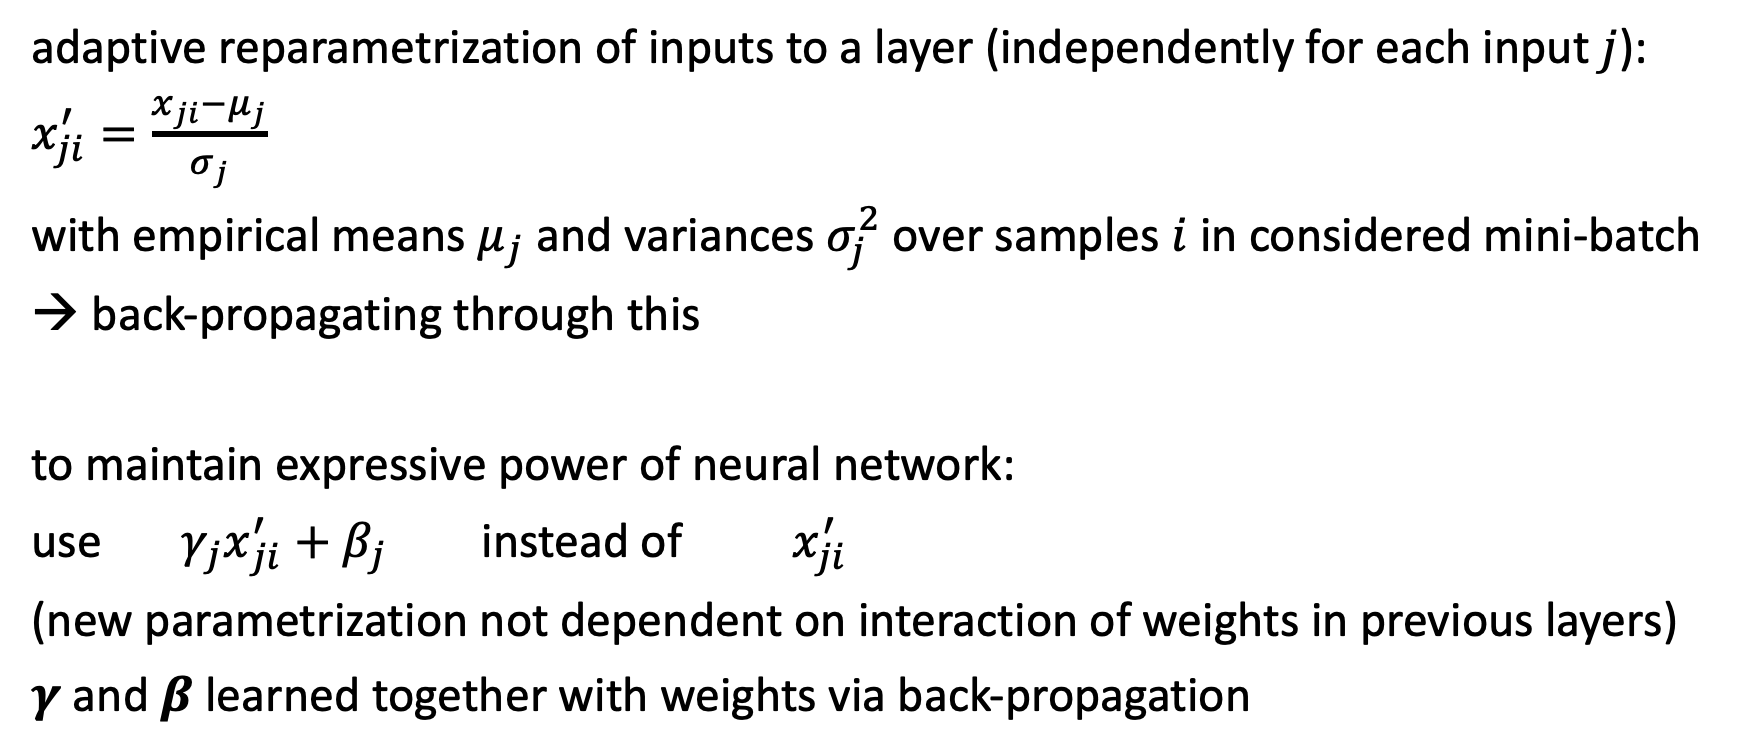 adaptive reparametrization of inputs to a layer (independently for each input j):
x′ⱼᵢ = (xⱼᵢ−μⱼ)/σⱼ
with empirical means μⱼ and variances σⱼ² over samples i in considered mini-batch
→ back-propagating through this
to maintain expressive power of neural network:
use γⱼx′ⱼᵢ + βⱼ instead of x′ⱼᵢ
(new parametrization not dependent on interaction of weights in previous layers)
γ and β learned together with weights via back-propagation